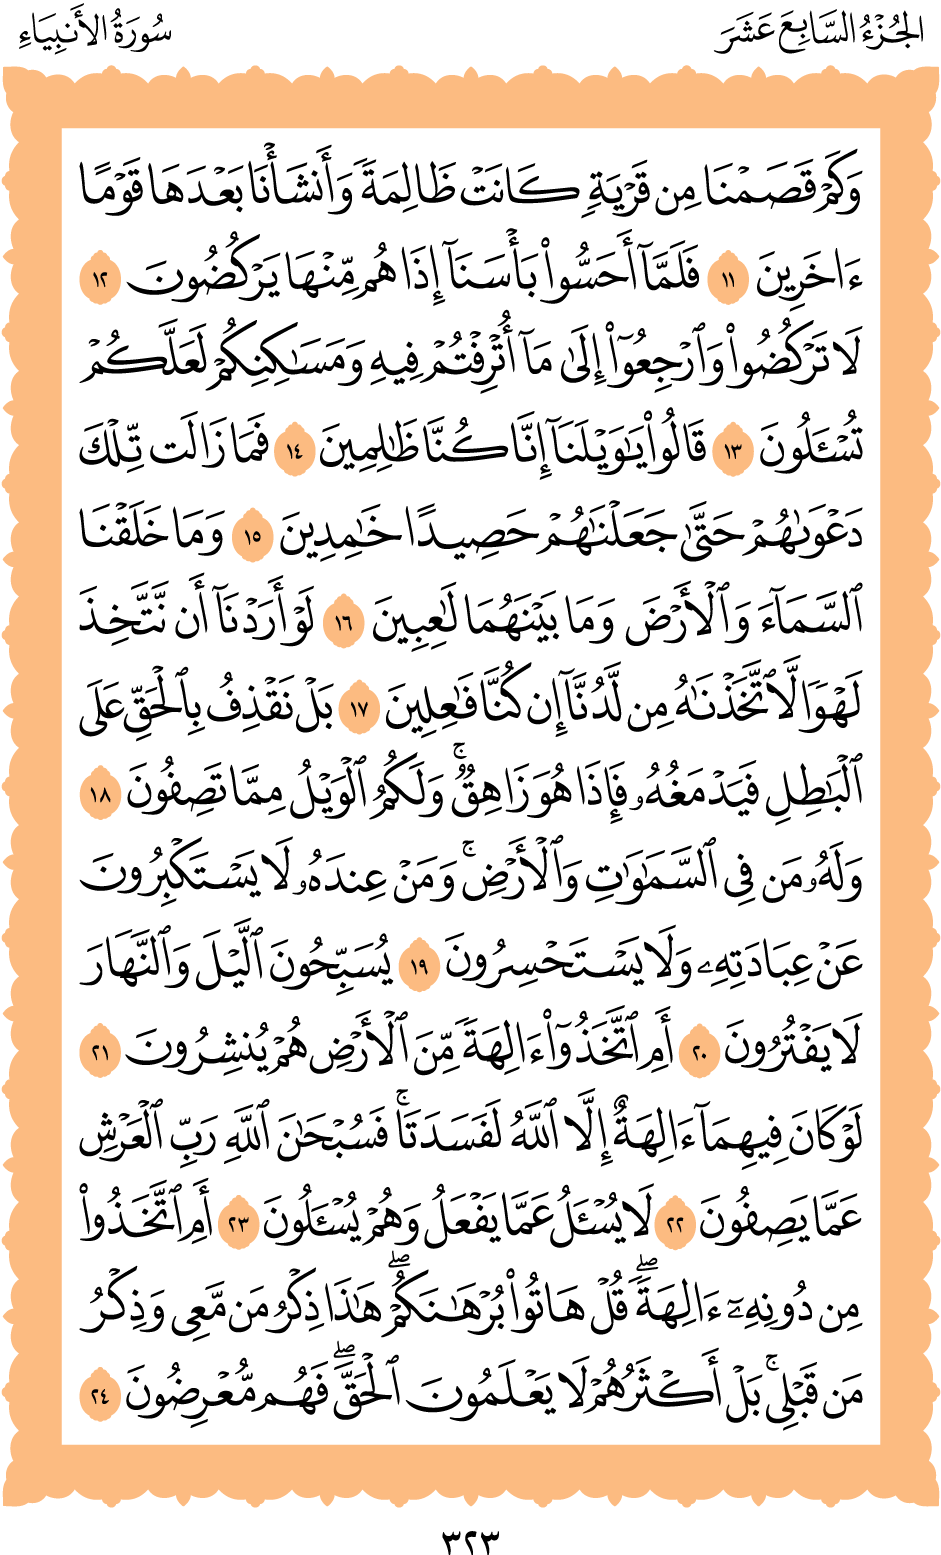 الجُزْءُ السَّابِعَ عَشَرَ
سُورَةُ الأَنبِيَاءِ
وَكَمْ قَصَمْنَا مِن قَرْيَةٍ كَانَتْ ظَالِمَةً وَأَنشَأْنَا بَعْدَهَا قَوْمًا
ءَاخَرِينَ ١١ فَلَمَّآ أَحَسُّوا۟ بَأْسَنَآ إِذَا هُم مِّنْهَا يَرْكُضُونَ ١٢
لَا تَرْكُضُوا۟ وَٱرْجِعُوٓا۟ إِلَىٰ مَآ أُتْرِفْتُمْ فِيهِ وَمَسَـٰكِنِكُمْ لَعَلَّكُمْ
تُسْـَٔلُونَ ١٣ قَالُوا۟ يَـٰوَيْلَنَآ إِنَّا كُنَّا ظَـٰلِمِينَ ١٤ فَمَا زَالَت تِّلْكَ
دَعْوَىٰهُمْ حَتَّىٰ جَعَلْنَـٰهُمْ حَصِيدًا خَـٰمِدِينَ ١٥ وَمَا خَلَقْنَا
ٱلسَّمَآءَ وَٱلْأَرْضَ وَمَا بَيْنَهُمَا لَـٰعِبِينَ ١٦ لَوْ أَرَدْنَآ أَن نَّتَّخِذَ
لَهْوًا لَّٱتَّخَذْنَـٰهُ مِن لَّدُنَّآ إِن كُنَّا فَـٰعِلِينَ ١٧ بَلْ نَقْذِفُ بِٱلْحَقِّ عَلَى
ٱلْبَـٰطِلِ فَيَدْمَغُهُۥ فَإِذَا هُوَ زَاهِقٌ ۚ وَلَكُمُ ٱلْوَيْلُ مِمَّا تَصِفُونَ ١٨
وَلَهُۥ مَن فِى ٱلسَّمَـٰوَٰتِ وَٱلْأَرْضِ ۚ وَمَنْ عِندَهُۥ لَا يَسْتَكْبِرُونَ
عَنْ عِبَادَتِهِۦ وَلَا يَسْتَحْسِرُونَ ١٩ يُسَبِّحُونَ ٱلَّيْلَ وَٱلنَّهَارَ
لَا يَفْتُرُونَ ٢٠ أَمِ ٱتَّخَذُوٓا۟ ءَالِهَةً مِّنَ ٱلْأَرْضِ هُمْ يُنشِرُونَ ٢١
لَوْ كَانَ فِيهِمَآ ءَالِهَةٌ إِلَّا ٱللَّهُ لَفَسَدَتَا ۚ فَسُبْحَـٰنَ ٱللَّهِ رَبِّ ٱلْعَرْشِ
عَمَّا يَصِفُونَ ٢٢ لَا يُسْـَٔلُ عَمَّا يَفْعَلُ وَهُمْ يُسْـَٔلُونَ ٢٣ أَمِ ٱتَّخَذُوا۟
مِن دُونِهِۦٓ ءَالِهَةً ۖ قُلْ هَاتُوا۟ بُرْهَـٰنَكُمْ ۖ هَـٰذَا ذِكْرُ مَن مَّعِىَ وَذِكْرُ
مَن قَبْلِى ۚ بَلْ أَكْثَرُهُمْ لَا يَعْلَمُونَ ٱلْحَقَّ ۖ فَهُم مُّعْرِضُونَ ٢٤
٣٢٣